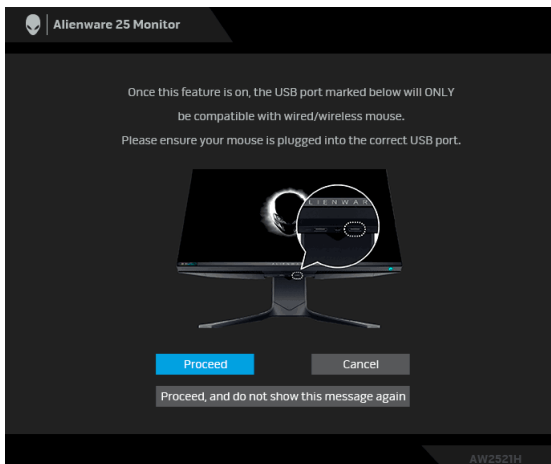 Alienware 25 Monitor
Once this feature is on, the USB port marked below will ONLY
be compatible with wired/wireless mouse.
Please ensure your mouse is plugged into the correct USB port.
LIENWAR
Proceed
Cancel
Proceed, and do not show this message again
AW2521H